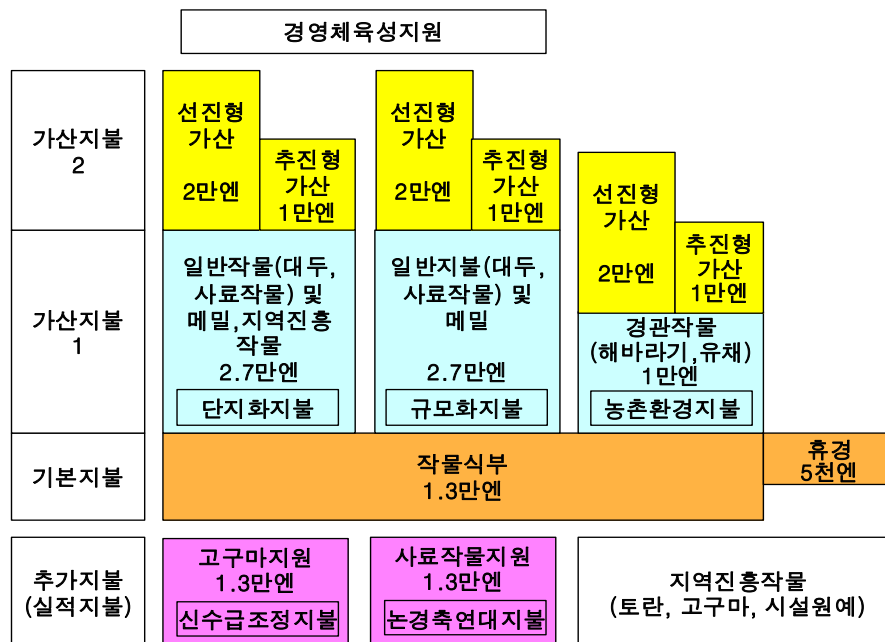 경영체육성지원
가산지불
2
선진형
가산
2만엔
추진형
가산
1만엔
선진형
가산
2만엔
추진형
가산
1만엔
선진형
가산
2만엔
추진형
가산
1만엔
가산지불
1
일반작물(대두,
사료작물) 및
메밀,지역진흥
작물
2.7만엔
단지화지불
일반지불(대두,
사료작물) 및
메밀
2.7만엔
규모화지불
경관작물
(해바라기,유채)
1만엔
농촌환경지불
기본지불
작물식부
1.3만엔
휴경
5천엔
추가지불
(실적지불)
고구마지원
1.3만엔
신수급조정지불
사료작물지원
1.3만엔
논경축연대지불
지역진흥작물
(토란, 고구마, 시설원예)